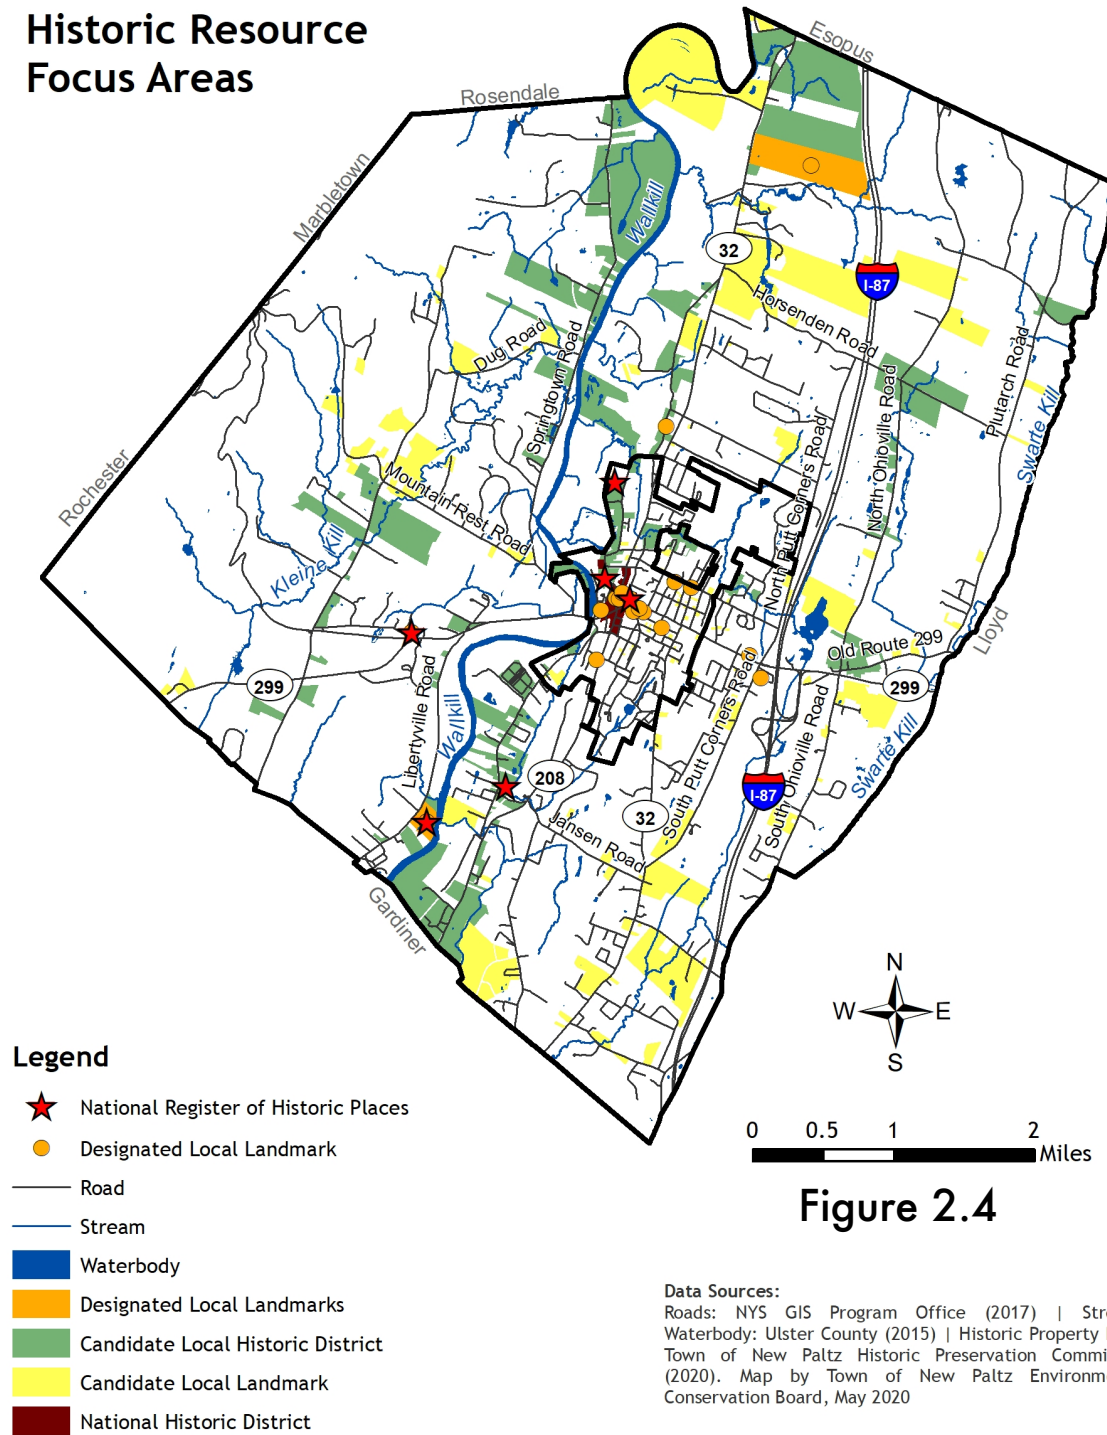 Historic Resource
Focus Areas
Esopus
Rosendale
Marbletown
Wallkill
32
I-87
Horsenden Road
Dug Road
Springtown Road
Plutarch Road
North Ohioville Road
Swarte Kill
Rochester
Mountain Rest Road
North Putt Corners Road
Kleine Kill
Lloyd
Old Route 299
299
299
Libertyville Road
Wallkill
South Putt Corners Road
South Ohioville Road
Swarte Kill
208
I-87
32
Jansen Road
Gardiner
N
W E
S
Legend
National Register of Historic Places
Designated Local Landmark
Road
Stream
Waterbody
Designated Local Landmarks
Candidate Local Historic District
Candidate Local Landmark
National Historic District
0 0.5 1 2
Miles
Figure 2.4
Data Sources:
Roads: NYS GIS Program Office (2017) | Str
Waterbody: Ulster County (2015) | Historic Property
Town of New Paltz Historic Preservation Commi
(2020). Map by Town of New Paltz Environm
Conservation Board, May 2020